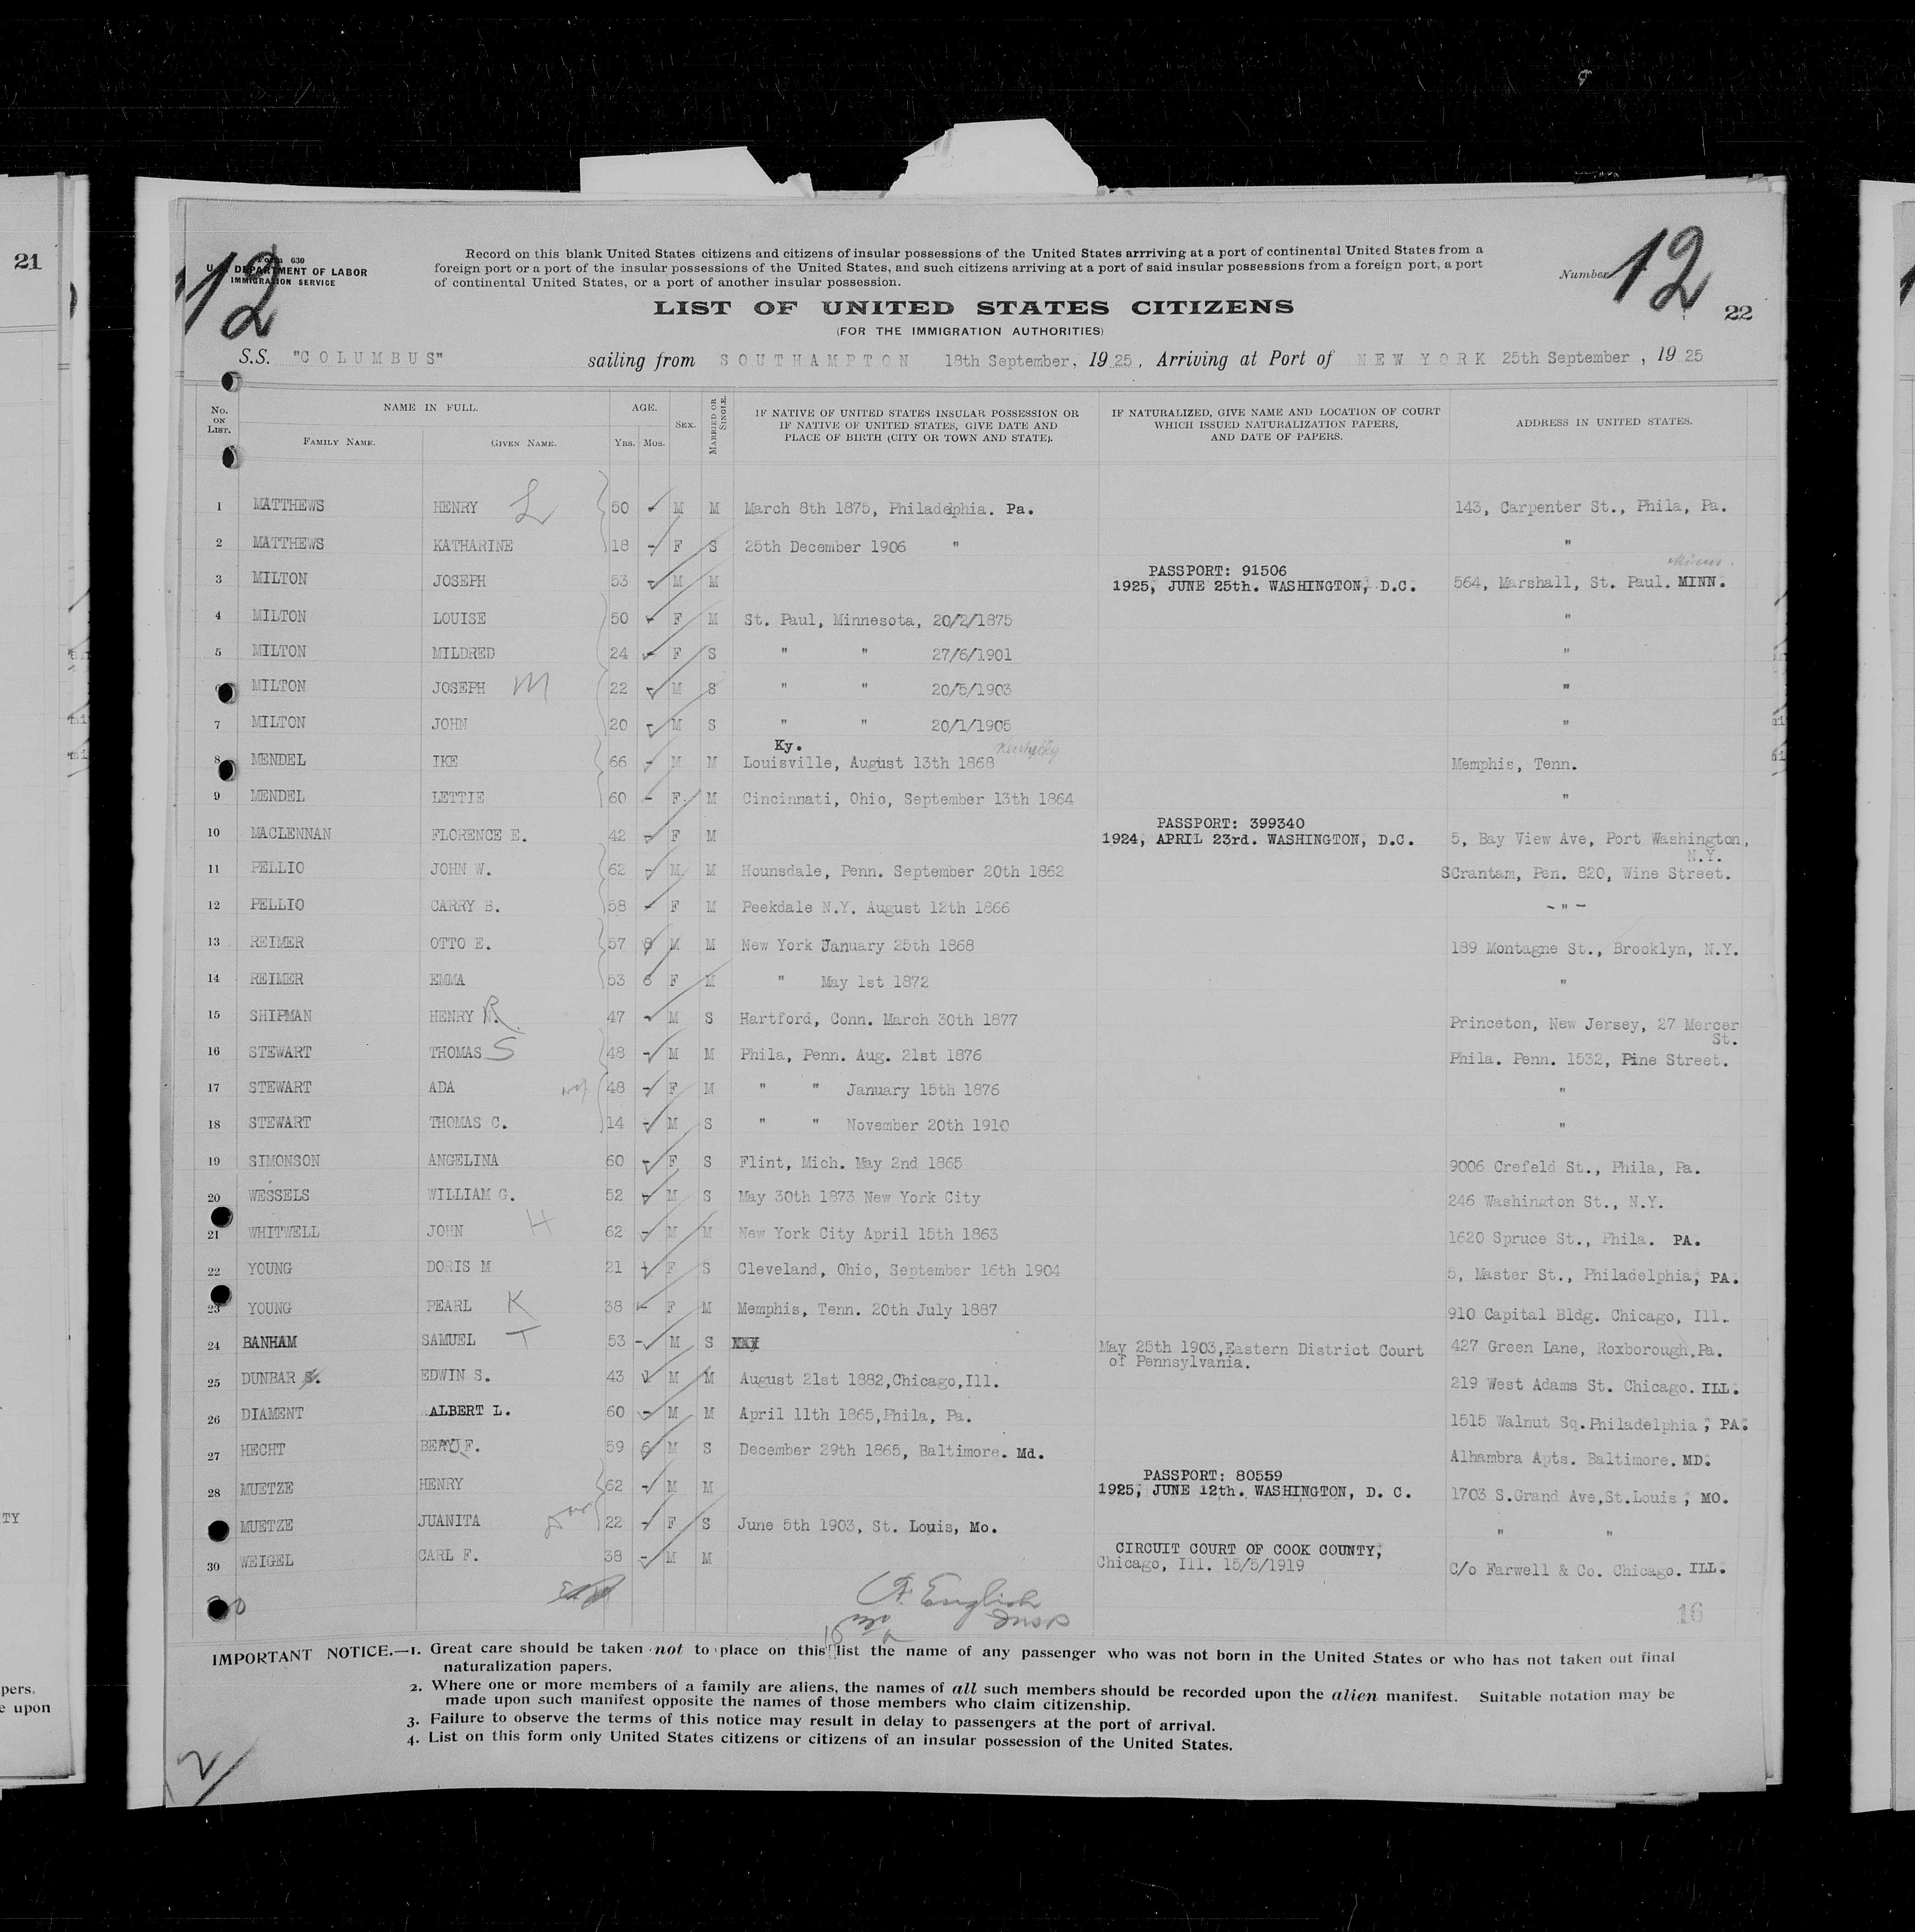 21
12
Form 630
U. S. DEPARTMENT OF LABOR
IMMIGRATION SERVICE
Record on this blank United States citizens and citizens of insular possessions of the United States arrriving at a port of continental United States from a
foreign port or a port of the insular possessions of the United States, and such citizens arriving at a port of said insular possessions from a foreign port, a port
of continental United States, or a port of another insular possession.
Number 12
22
LIST OF UNITED STATES CITIZENS
(FOR THE IMMIGRATION AUTHORITIES)
S.S. "COLUMBUS" sailing from SOUTHAMPTON 18th September, 1925, Arriving at Port of NEW YORK 25th September, 1925
No. ON LIST. NAME IN FULL. FAMILY NAME. GIVEN NAME. AGE. Yrs. Mos. SEX. MARRIED OR SINGLE. IF NATIVE OF UNITED STATES INSULAR POSSESSION OR IF NATIVE OF UNITED STATES, GIVE DATE AND PLACE OF BIRTH (CITY OR TOWN AND STATE). IF NATURALIZED, GIVE NAME AND LOCATION OF COURT WHICH ISSUED NATURALIZATION PAPERS, AND DATE OF PAPERS. ADDRESS IN UNITED STATES.
1 MATTHEWS HENRY L 50 M M March 8th 1875, Philadelphia. Pa. 143, Carpenter St., Phila, Pa.
2 MATTHEWS KATHARINE 18 - F S 25th December 1906 " "
Minn.
3 MILTON JOSEPH 53 - M M PASSPORT: 91506 1925, JUNE 25th. WASHINGTON, D.C. 564, Marshall, St. Paul. MINN.
4 MILTON LOUISE 50 - F M St. Paul, Minnesota, 20/2/1875 "
5 MILTON MILDRED 24 - F S " " 27/6/1901 "
MILTON JOSEPH M 22 - M S " " 20/5/1903 "
7 MILTON JOHN 20 - M S " " 20/1/1905 "
Ky. Kentucky
8 MENDEL IKE 66 - M M Louisville, August 13th 1868 Memphis, Tenn.
9 MENDEL LETTIE 60 - F. M Cincinnati, Ohio, September 13th 1864 "
10 MACLENNAN FLORENCE E. 42 - F M PASSPORT: 399340 1924, APRIL 23rd. WASHINGTON, D.C. 5, Bay View Ave, Port Washington, N.Y.
11 PELLIO JOHN W. 62 - M M Hounsdale, Penn. September 20th 1862 SCrantam, Pen. 820, Wine Street.
12 PELLIO CARRY B. 58 - F M Peekdale N.Y. August 12th 1866 -"-
13 REIMER OTTO E. 57 8 M M New York January 25th 1868 189 Montagne St., Brooklyn, N.Y.
14 REIMER EMMA 53 6 F M " May 1st 1872 "
15 SHIPMAN HENRY R. 47 - M S Hartford, Conn. March 30th 1877 Princeton, New Jersey, 27 Mercer St.
16 STEWART THOMAS S 48 - M M Phila, Penn. Aug. 21st 1876 Phila. Penn. 1532, Pine Street.
17 STEWART ADA 48 - F M " " January 15th 1876 "
18 STEWART THOMAS C. 14 - M S " " November 20th 1910 "
19 SIMONSON ANGELINA 60 - F S Flint, Mich. May 2nd 1865 9006 Crefeld St., Phila, Pa.
20 WESSELS WILLIAM G. 52 - M S May 30th 1873 New York City 246 Washington St., N.Y.
21 WHITWELL JOHN H 62 - M M New York City April 15th 1863 1620 Spruce St., Phila. PA.
22 YOUNG DORIS M 21 - F S Cleveland, Ohio, September 16th 1904 5, Master St., Philadelphia, PA.
23 YOUNG PEARL K 38 - F M Memphis, Tenn. 20th July 1887 910 Capital Bldg. Chicago, Ill.
24 BANHAM SAMUEL T 53 - M S XXX May 25th 1903,Eastern District Court of Pennsylvania. 427 Green Lane, Roxborough,Pa.
25 DUNBAR S. EDWIN S. 43 M M August 21st 1882,Chicago,Ill. 219 West Adams St. Chicago. ILL.
26 DIAMENT ALBERT L. 60 - M M April 11th 1865,Phila, Pa. 1515 Walnut Sq.Philadelphia, PA.
27 HECHT F. 59 6 M S December 29th 1865, Baltimore. Md. Alhambra Apts. Baltimore. MD.
28 MUETZE HENRY 62 - M M PASSPORT: 80559 1925, JUNE 12th. WASHINGTON, D. C. 1703 S.Grand Ave,St.Louis, MO.
MUETZE JUANITA 22 - F S June 5th 1903, St. Louis, Mo. " "
30 WEIGEL CARL F. 38 - M M CIRCUIT COURT OF COOK COUNTY, Chicago, Ill. 15/5/1919 C/o Farwell & Co. Chicago. ILL.
English
Insp
16
IMPORTANT NOTICE.—1. Great care should be taken not to place on this list the name of any passenger who was not born in the United States or who has not taken out final
naturalization papers.
2. Where one or more members of a family are aliens, the names of all such members should be recorded upon the alien manifest. Suitable notation may be
made upon such manifest opposite the names of those members who claim citizenship.
3. Failure to observe the terms of this notice may result in delay to passengers at the port of arrival.
4. List on this form only United States citizens or citizens of an insular possession of the United States.
TY
pers.
e upon